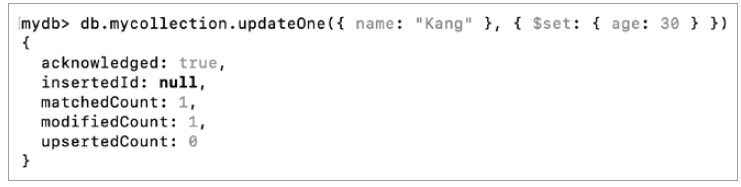 mydb> db.mycollection.updateOne({ name: "Kang" }, { $set: { age: 30 } })
{
  acknowledged: true,
  insertedId: null,
  matchedCount: 1,
  modifiedCount: 1,
  upsertedCount: 0
}